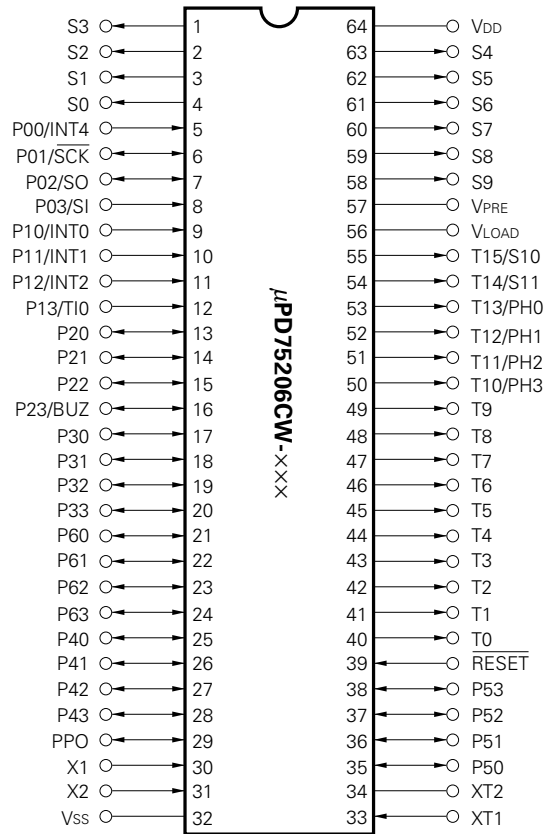 S3 1 64 VDD
S2 2 63 S4
S1 3 62 S5
S0 4 61 S6
P00/INT4 5 60 S7
P01/S̅C̅K̅ 6 59 S8
P02/SO 7 58 S9
P03/SI 8 57 VPRE
P10/INT0 9 56 VLOAD
P11/INT1 10 55 T15/S10
P12/INT2 11 54 T14/S11
P13/TI0 12 53 T13/PH0
P20 13 52 T12/PH1
P21 14 51 T11/PH2
P22 15 50 T10/PH3
P23/BUZ 16 49 T9
P30 17 48 T8
P31 18 47 T7
P32 19 46 T6
P33 20 45 T5
P60 21 44 T4
P61 22 43 T3
P62 23 42 T2
P63 24 41 T1
P40 25 40 T0
P41 26 39 R̅E̅S̅E̅T̅
P42 27 38 P53
P43 28 37 P52
PPO 29 36 P51
X1 30 35 P50
X2 31 34 XT2
VSS 32 33 XT1
μPD75206CW-×××